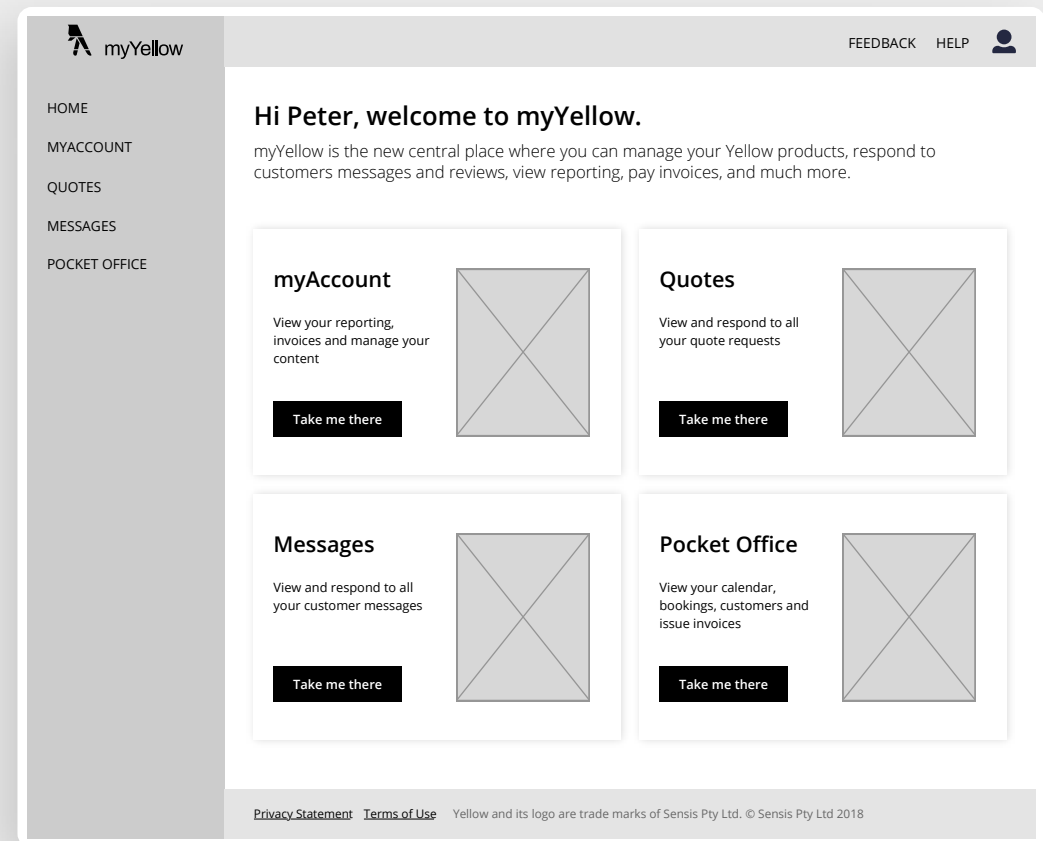 myYellow
FEEDBACK HELP
HOME
MYACCOUNT
QUOTES
MESSAGES
POCKET OFFICE
Hi Peter, welcome to myYellow.
myYellow is the new central place where you can manage your Yellow products, respond to
customers messages and reviews, view reporting, pay invoices, and much more.
myAccount
View your reporting,
invoices and manage your
content
Take me there
Quotes
View and respond to all
your quote requests
Take me there
Messages
View and respond to all
your customer messages
Take me there
Pocket Office
View your calendar,
bookings, customers and
issue invoices
Take me there
Privacy Statement Terms of Use Yellow and its logo are trade marks of Sensis Pty Ltd. © Sensis Pty Ltd 2018